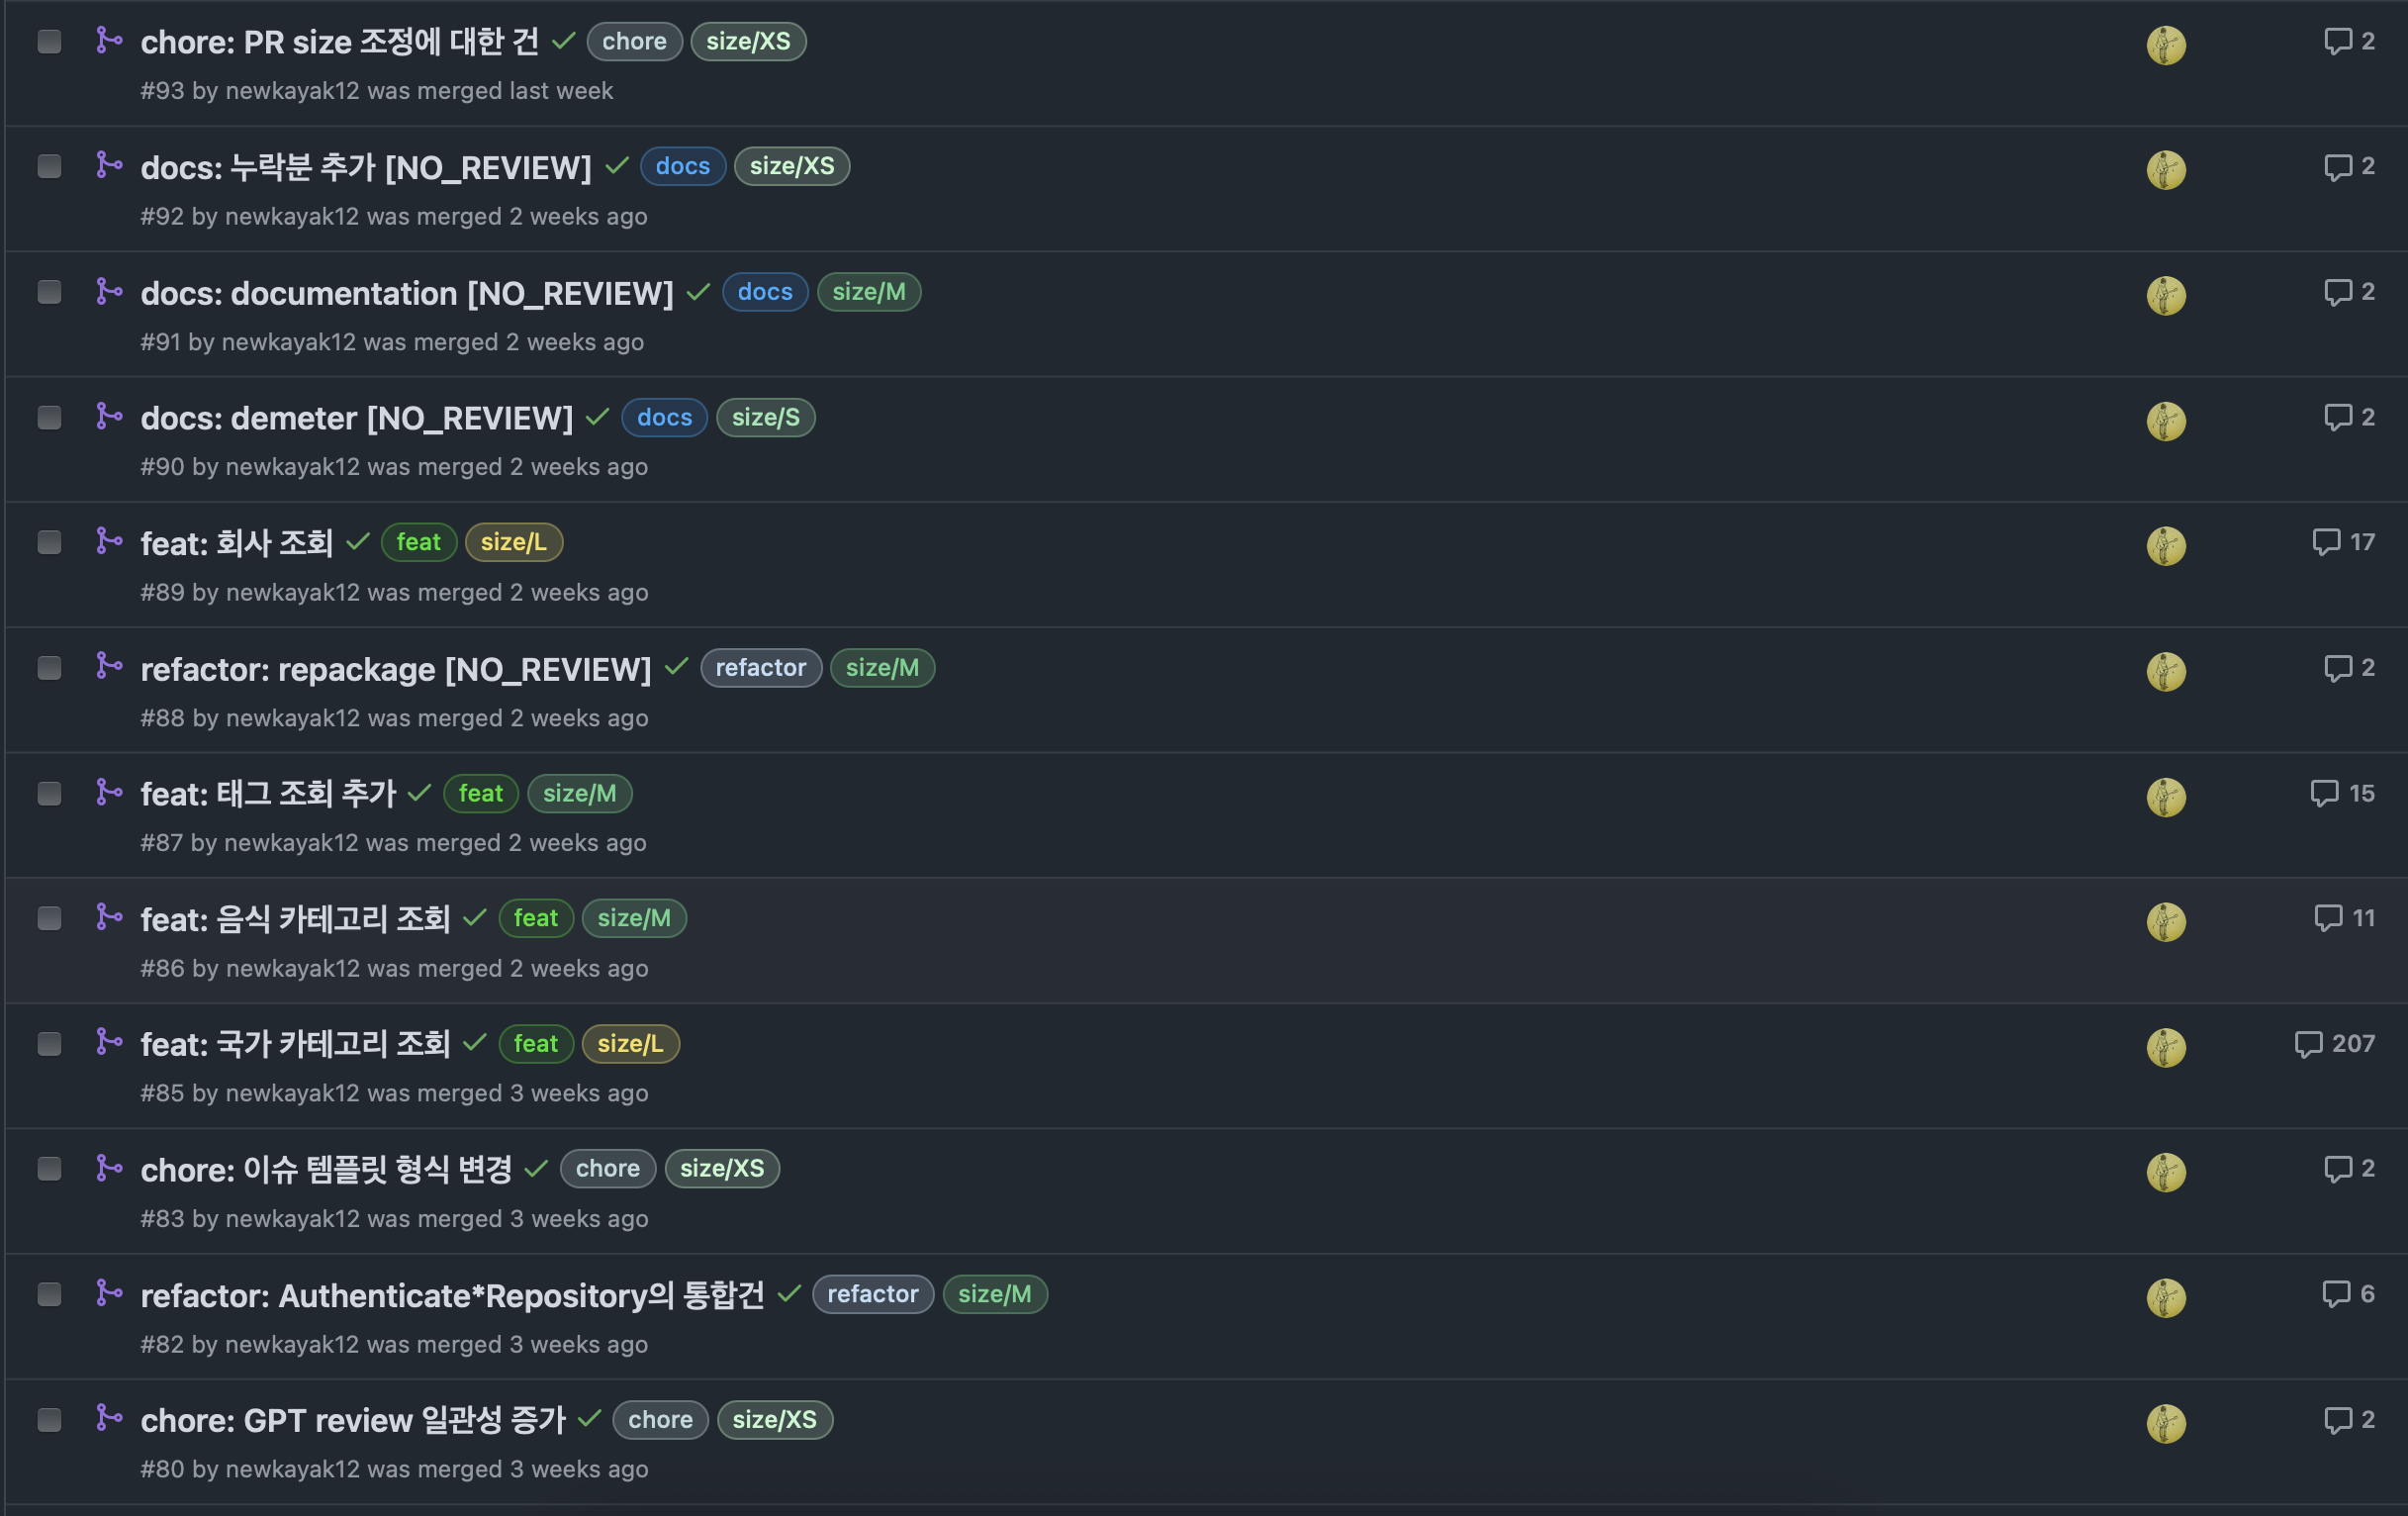 chore: PR size 조정에 대한 건 chore size/XS 2
#93 by newkayak12 was merged last week
docs: 누락분 추가 [NO_REVIEW] docs size/XS 2
#92 by newkayak12 was merged 2 weeks ago
docs: documentation [NO_REVIEW] docs size/M 2
#91 by newkayak12 was merged 2 weeks ago
docs: demeter [NO_REVIEW] docs size/S 2
#90 by newkayak12 was merged 2 weeks ago
feat: 회사 조회 feat size/L 17
#89 by newkayak12 was merged 2 weeks ago
refactor: repackage [NO_REVIEW] refactor size/M 2
#88 by newkayak12 was merged 2 weeks ago
feat: 태그 조회 추가 feat size/M 15
#87 by newkayak12 was merged 2 weeks ago
feat: 음식 카테고리 조회 feat size/M 11
#86 by newkayak12 was merged 2 weeks ago
feat: 국가 카테고리 조회 feat size/L 207
#85 by newkayak12 was merged 3 weeks ago
chore: 이슈 템플릿 형식 변경 chore size/XS 2
#83 by newkayak12 was merged 3 weeks ago
refactor: Authenticate*Repository의 통합건 refactor size/M 6
#82 by newkayak12 was merged 3 weeks ago
chore: GPT review 일관성 증가 chore size/XS 2
#80 by newkayak12 was merged 3 weeks ago